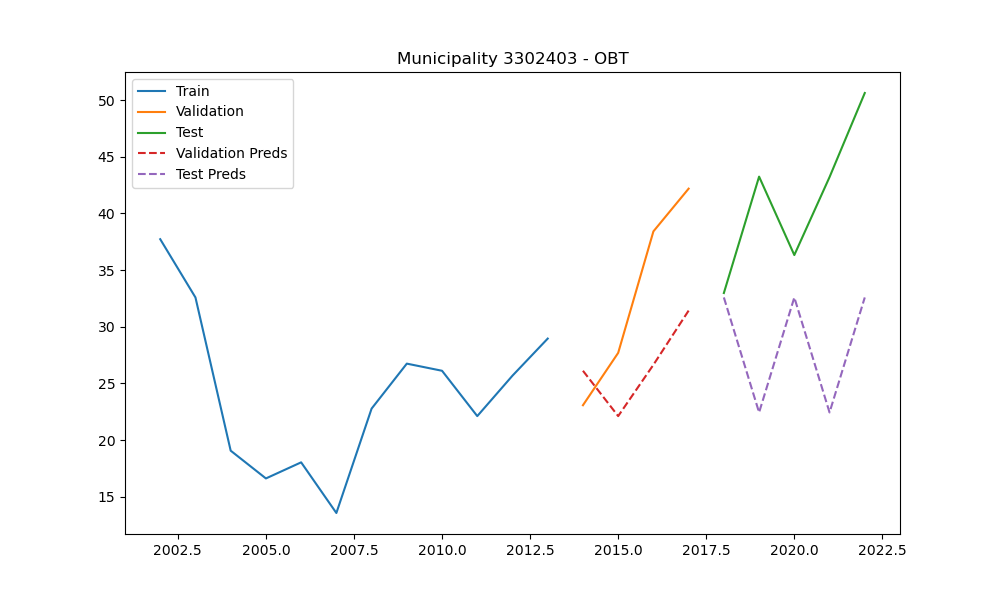 Municipality 3302403 - OBT
Train
Validation
Test
Validation Preds
Test Preds
50
45
40
35
30
25
20
15
2002.5 2005.0 2007.5 2010.0 2012.5 2015.0 2017.5 2020.0 2022.5